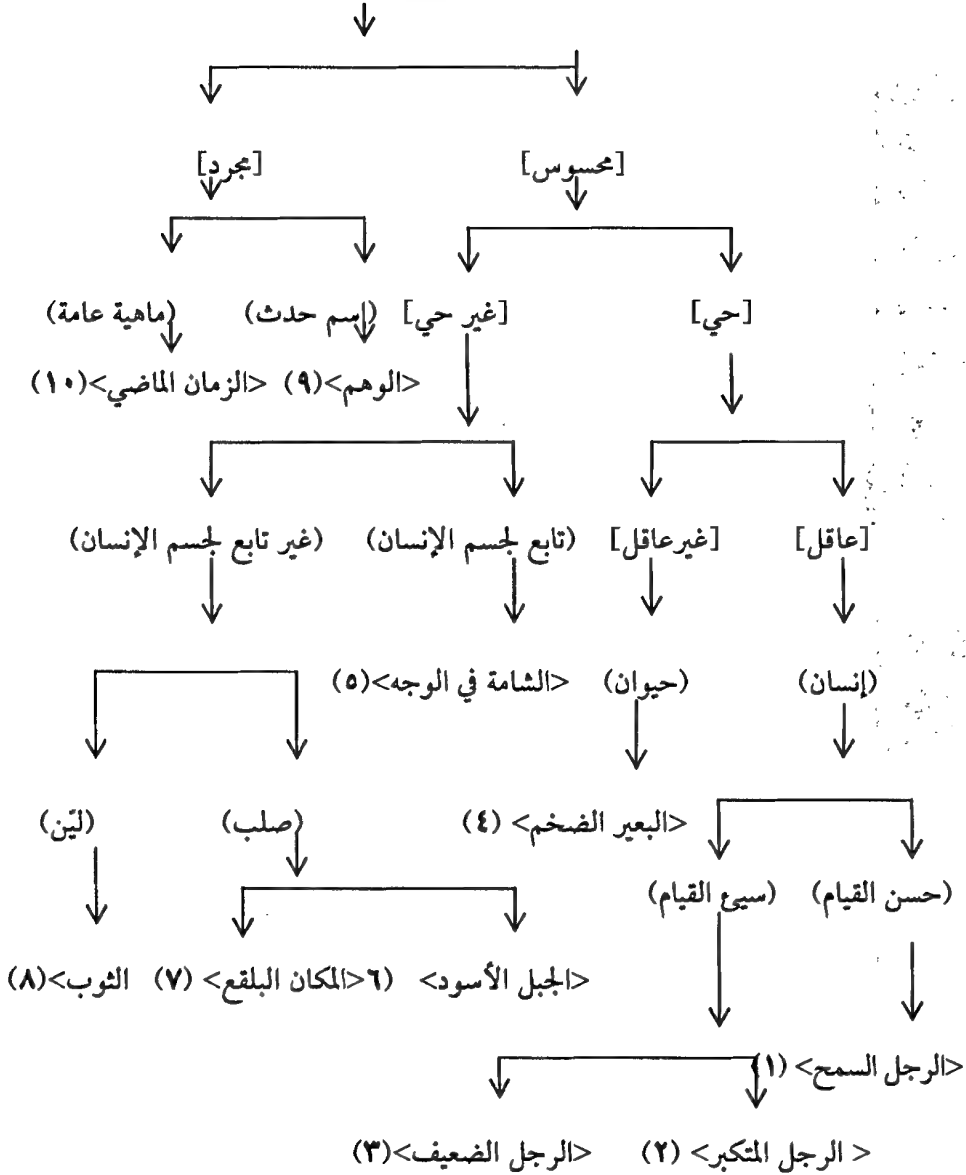 [محسوس] [مجرد]
[حي] [غير حي] (إسم حدث) (ماهية عامة)
<الوهم>(٩) <الزمان الماضي>(١٠)
[عاقل] [غيرعاقل] (تابع لجسم الإنسان) (غير تابع لجسم الإنسان)
(إنسان) (حيوان) <الشامة في الوجه>(٥)
<البعير الضخم> (٤) (صلب) (ليّن)
(حسن القيام) (سيئ القيام)
<الجبل الأسود> (٦ <المكان البلقع> (٧) الثوب>(٨)
<الرجل السمح> (١)
< الرجل المتكبر> (٢) <الرجل الضعيف>(٣)